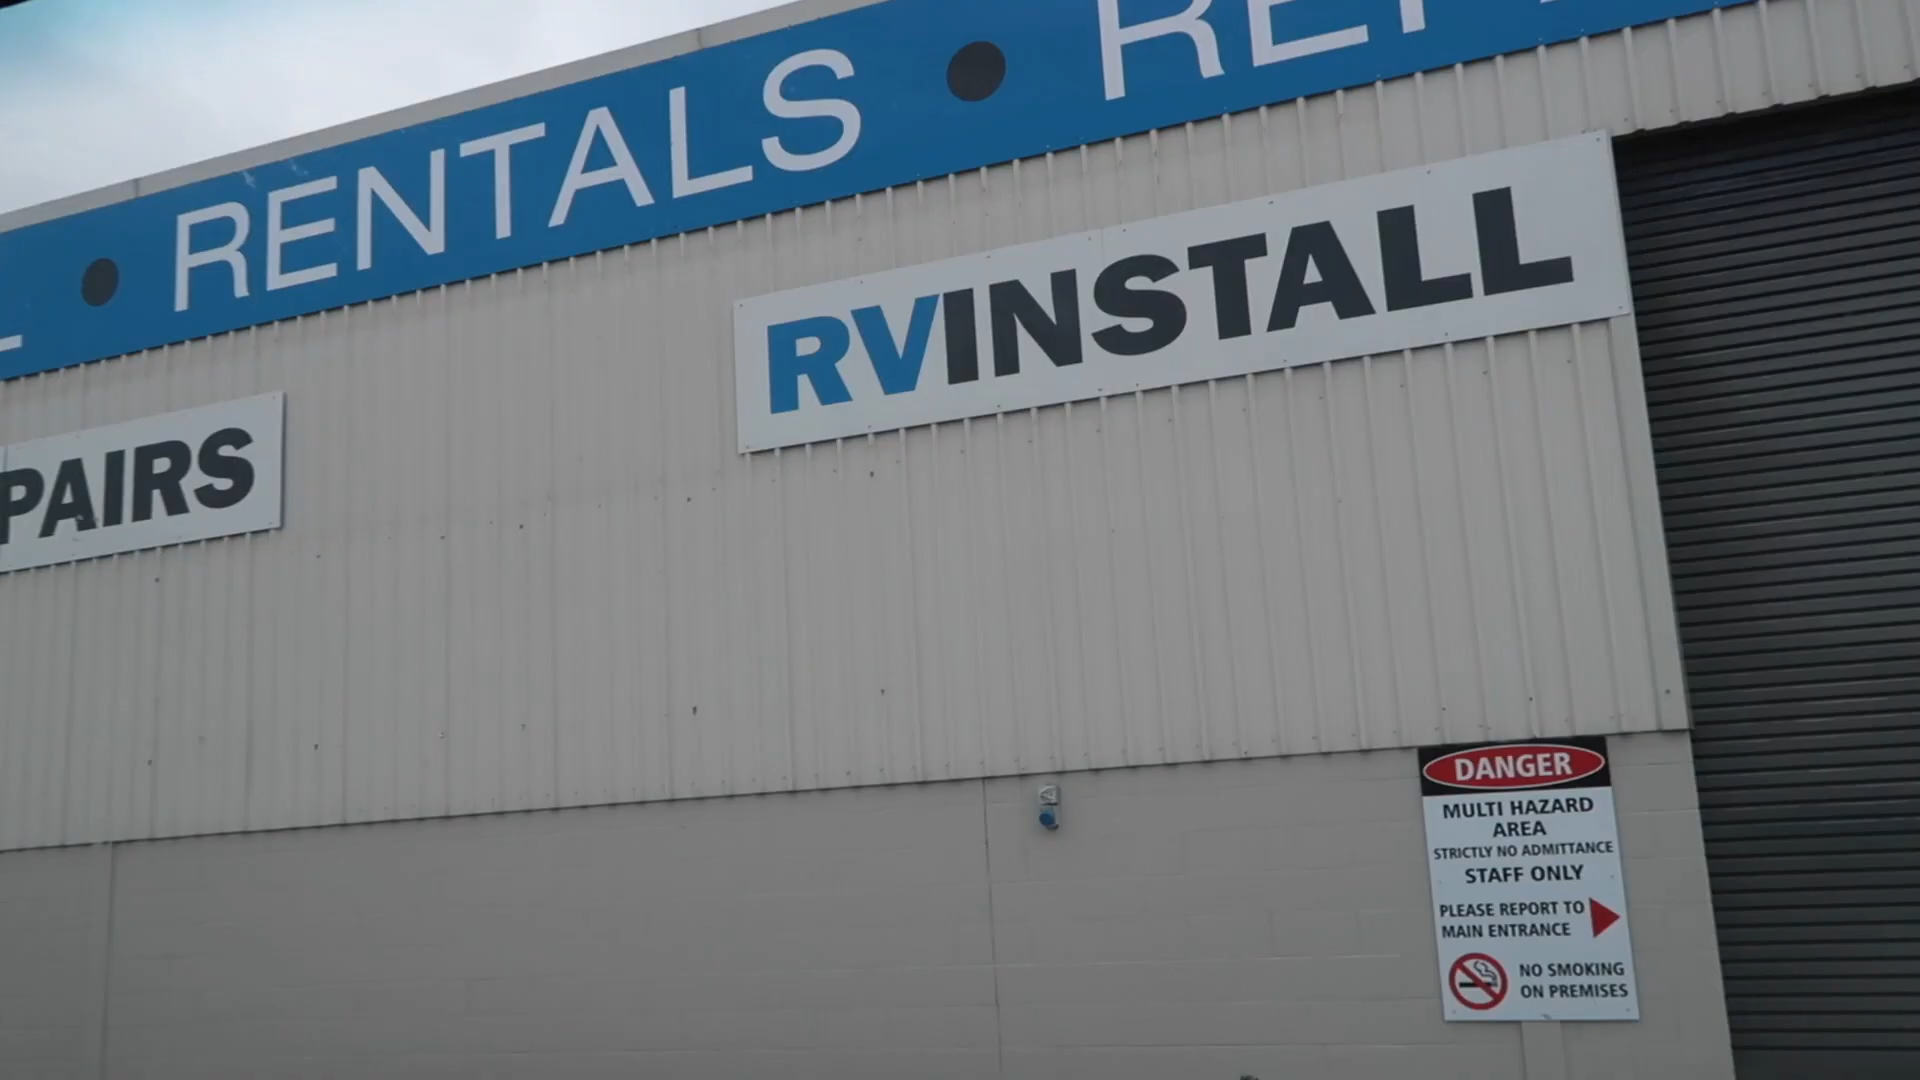 RENTALS
RVINSTALL
PAIRS
DANGER
MULTI HAZARD
AREA
STRICTLY NO ADMITTANCE
STAFF ONLY
PLEASE REPORT TO
MAIN ENTRANCE
NO SMOKING
ON PREMISES